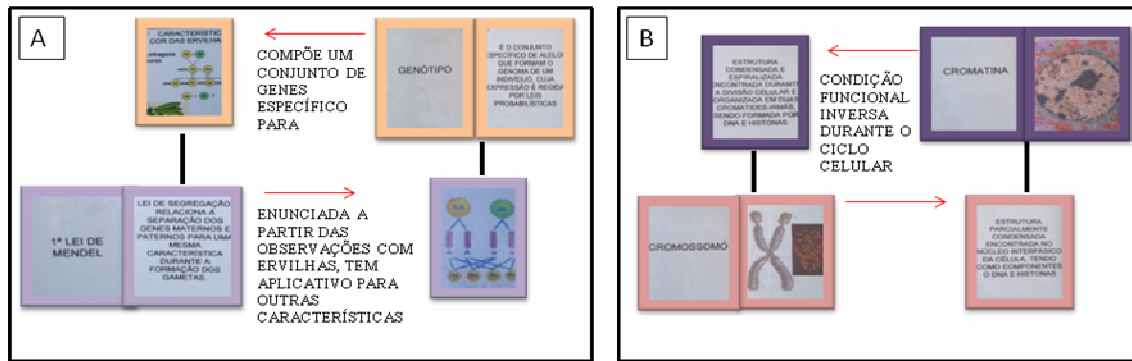 A
CARACTERÍSTIC
COR DAS ERVILHA
COMPÕE UM
CONJUNTO DE
GENES
ESPECÍFICO
PARA
GENÓTIPO
É O CONJUNTO
ESPECÍFICO DE ALELO
QUE FORMAM O
GENOMA DE UM
INDIVÍDUO, CUJA
EXPRESSÃO É REGIDA
POR LEIS
PROBABILÍSTICAS
1ª LEI DE
MENDEL
LEI DE SEGREGAÇÃO
RELACIONA A
SEPARAÇÃO DOS
GENES MATERNOS E
PATERNOS PARA UMA
MESMA
CARACTERÍSTICA
DURANTE A
FORMAÇÃO DOS
GAMETAS.
ENUNCIADA A
PARTIR DAS
OBSERVAÇÕES COM
ERVILHAS, TEM
APLICATIVO PARA
OUTRAS
CARACTERÍSTICAS
B
ESTRUTURA
CONDENSADA E
ESPIRALIZADA
ENCONTRADA DURANTE
A DIVISÃO CELULAR E
ORGANIZADA EM DUAS
CROMÁTIDES-IRMÃS,
SENDO FORMADA POR
DNA E HISTONAS.
CONDIÇÃO
FUNCIONAL
INVERSA
DURANTE O
CICLO
CELULAR
CROMATINA
CROMOSSOMO
ESTRUTURA
PARCIALMENTE
CONDENSADA
ENCONTRADA NO
NÚCLEO INTERFÁSICO
DA CÉLULA, TENDO
COMO COMPONENTES
O DNA E HISTONAS